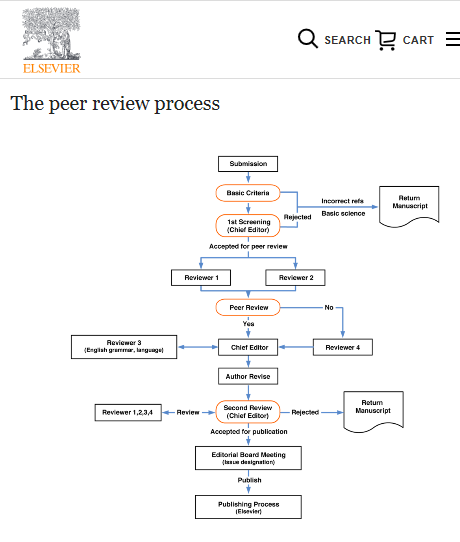 ELSEVIER
SEARCH
CART
The peer review process
Submission
Basic Criteria
Incorrect refs
Return
Manuscript
Basic science
Rejected
1st Screening
(Chief Editor)
Accepted for peer review
Reviewer 1
Reviewer 2
Peer Review
No
Yes
Reviewer 3
(English grammar, language)
Chief Editor
Reviewer 4
Author Revise
Reviewer 1,2,3,4
Review
Second Review
(Chief Editor)
Rejected
Return
Manuscript
Accepted for publication
Editorial Board Meeting
(Issue designation)
Publish
Publishing Process
(Elsevier)